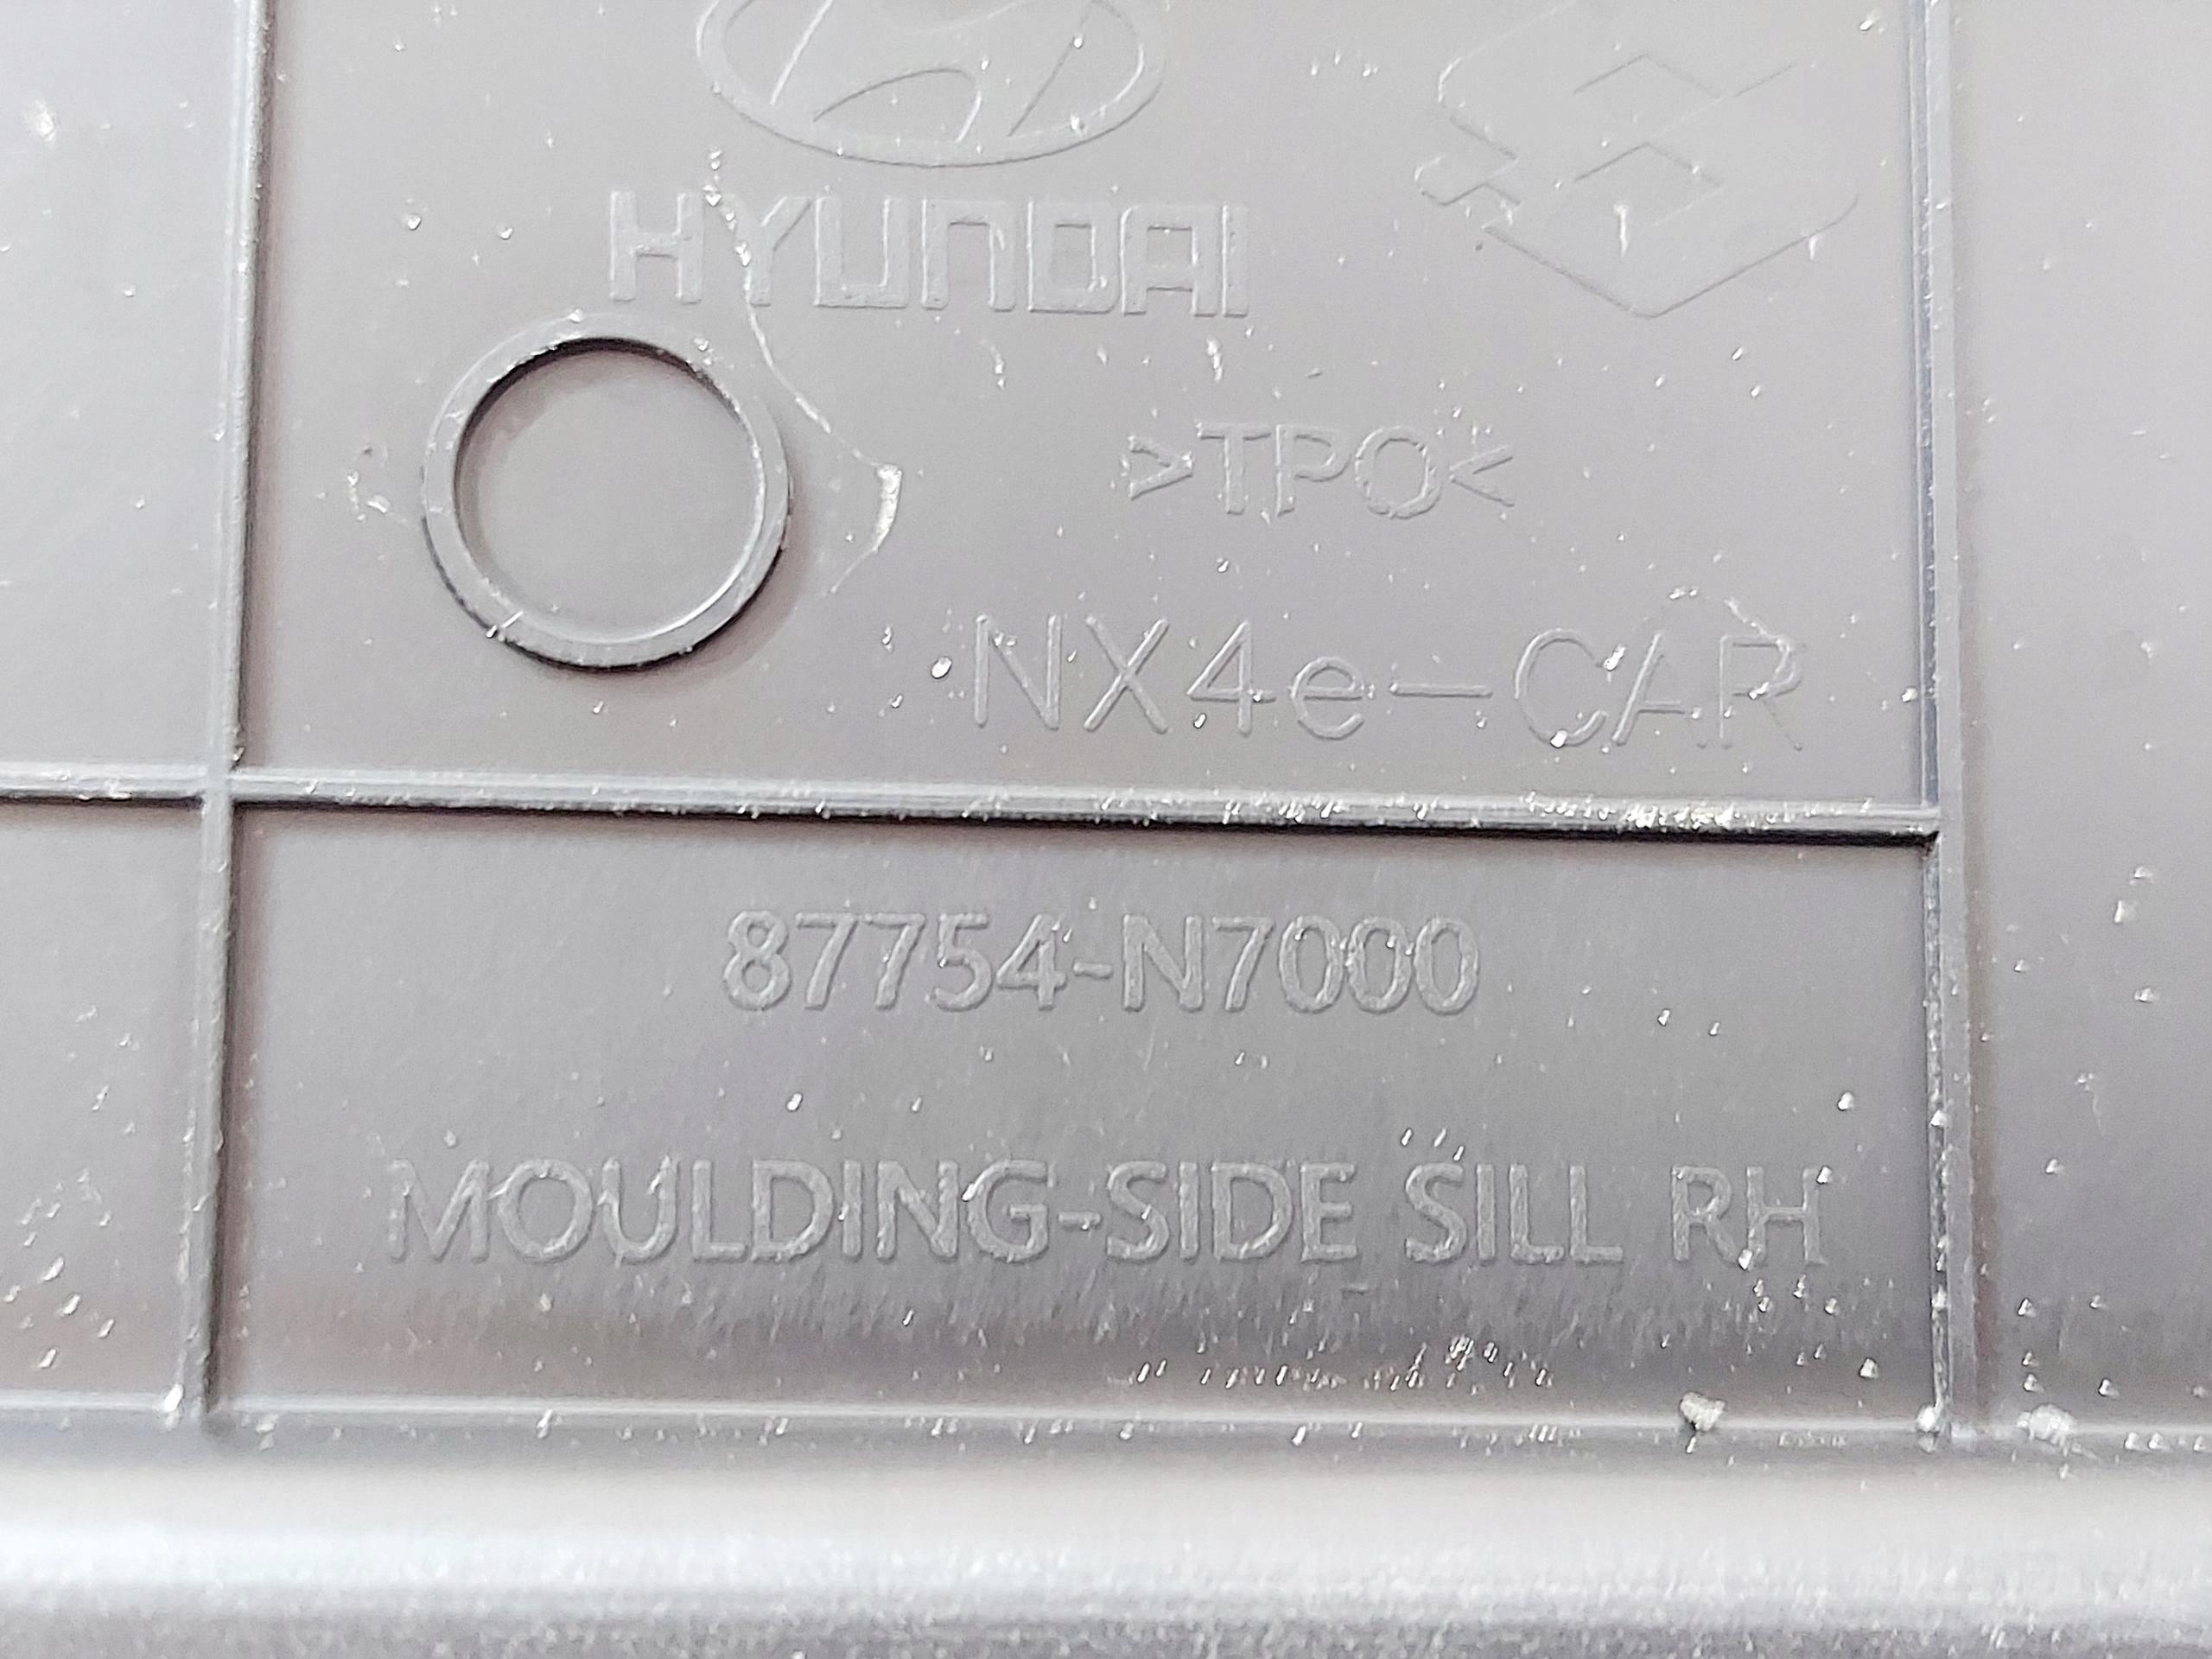 HYUNDAI
>TPO<
NX4e-CAR
87754-N7000
MOULDING-SIDE SILL RH